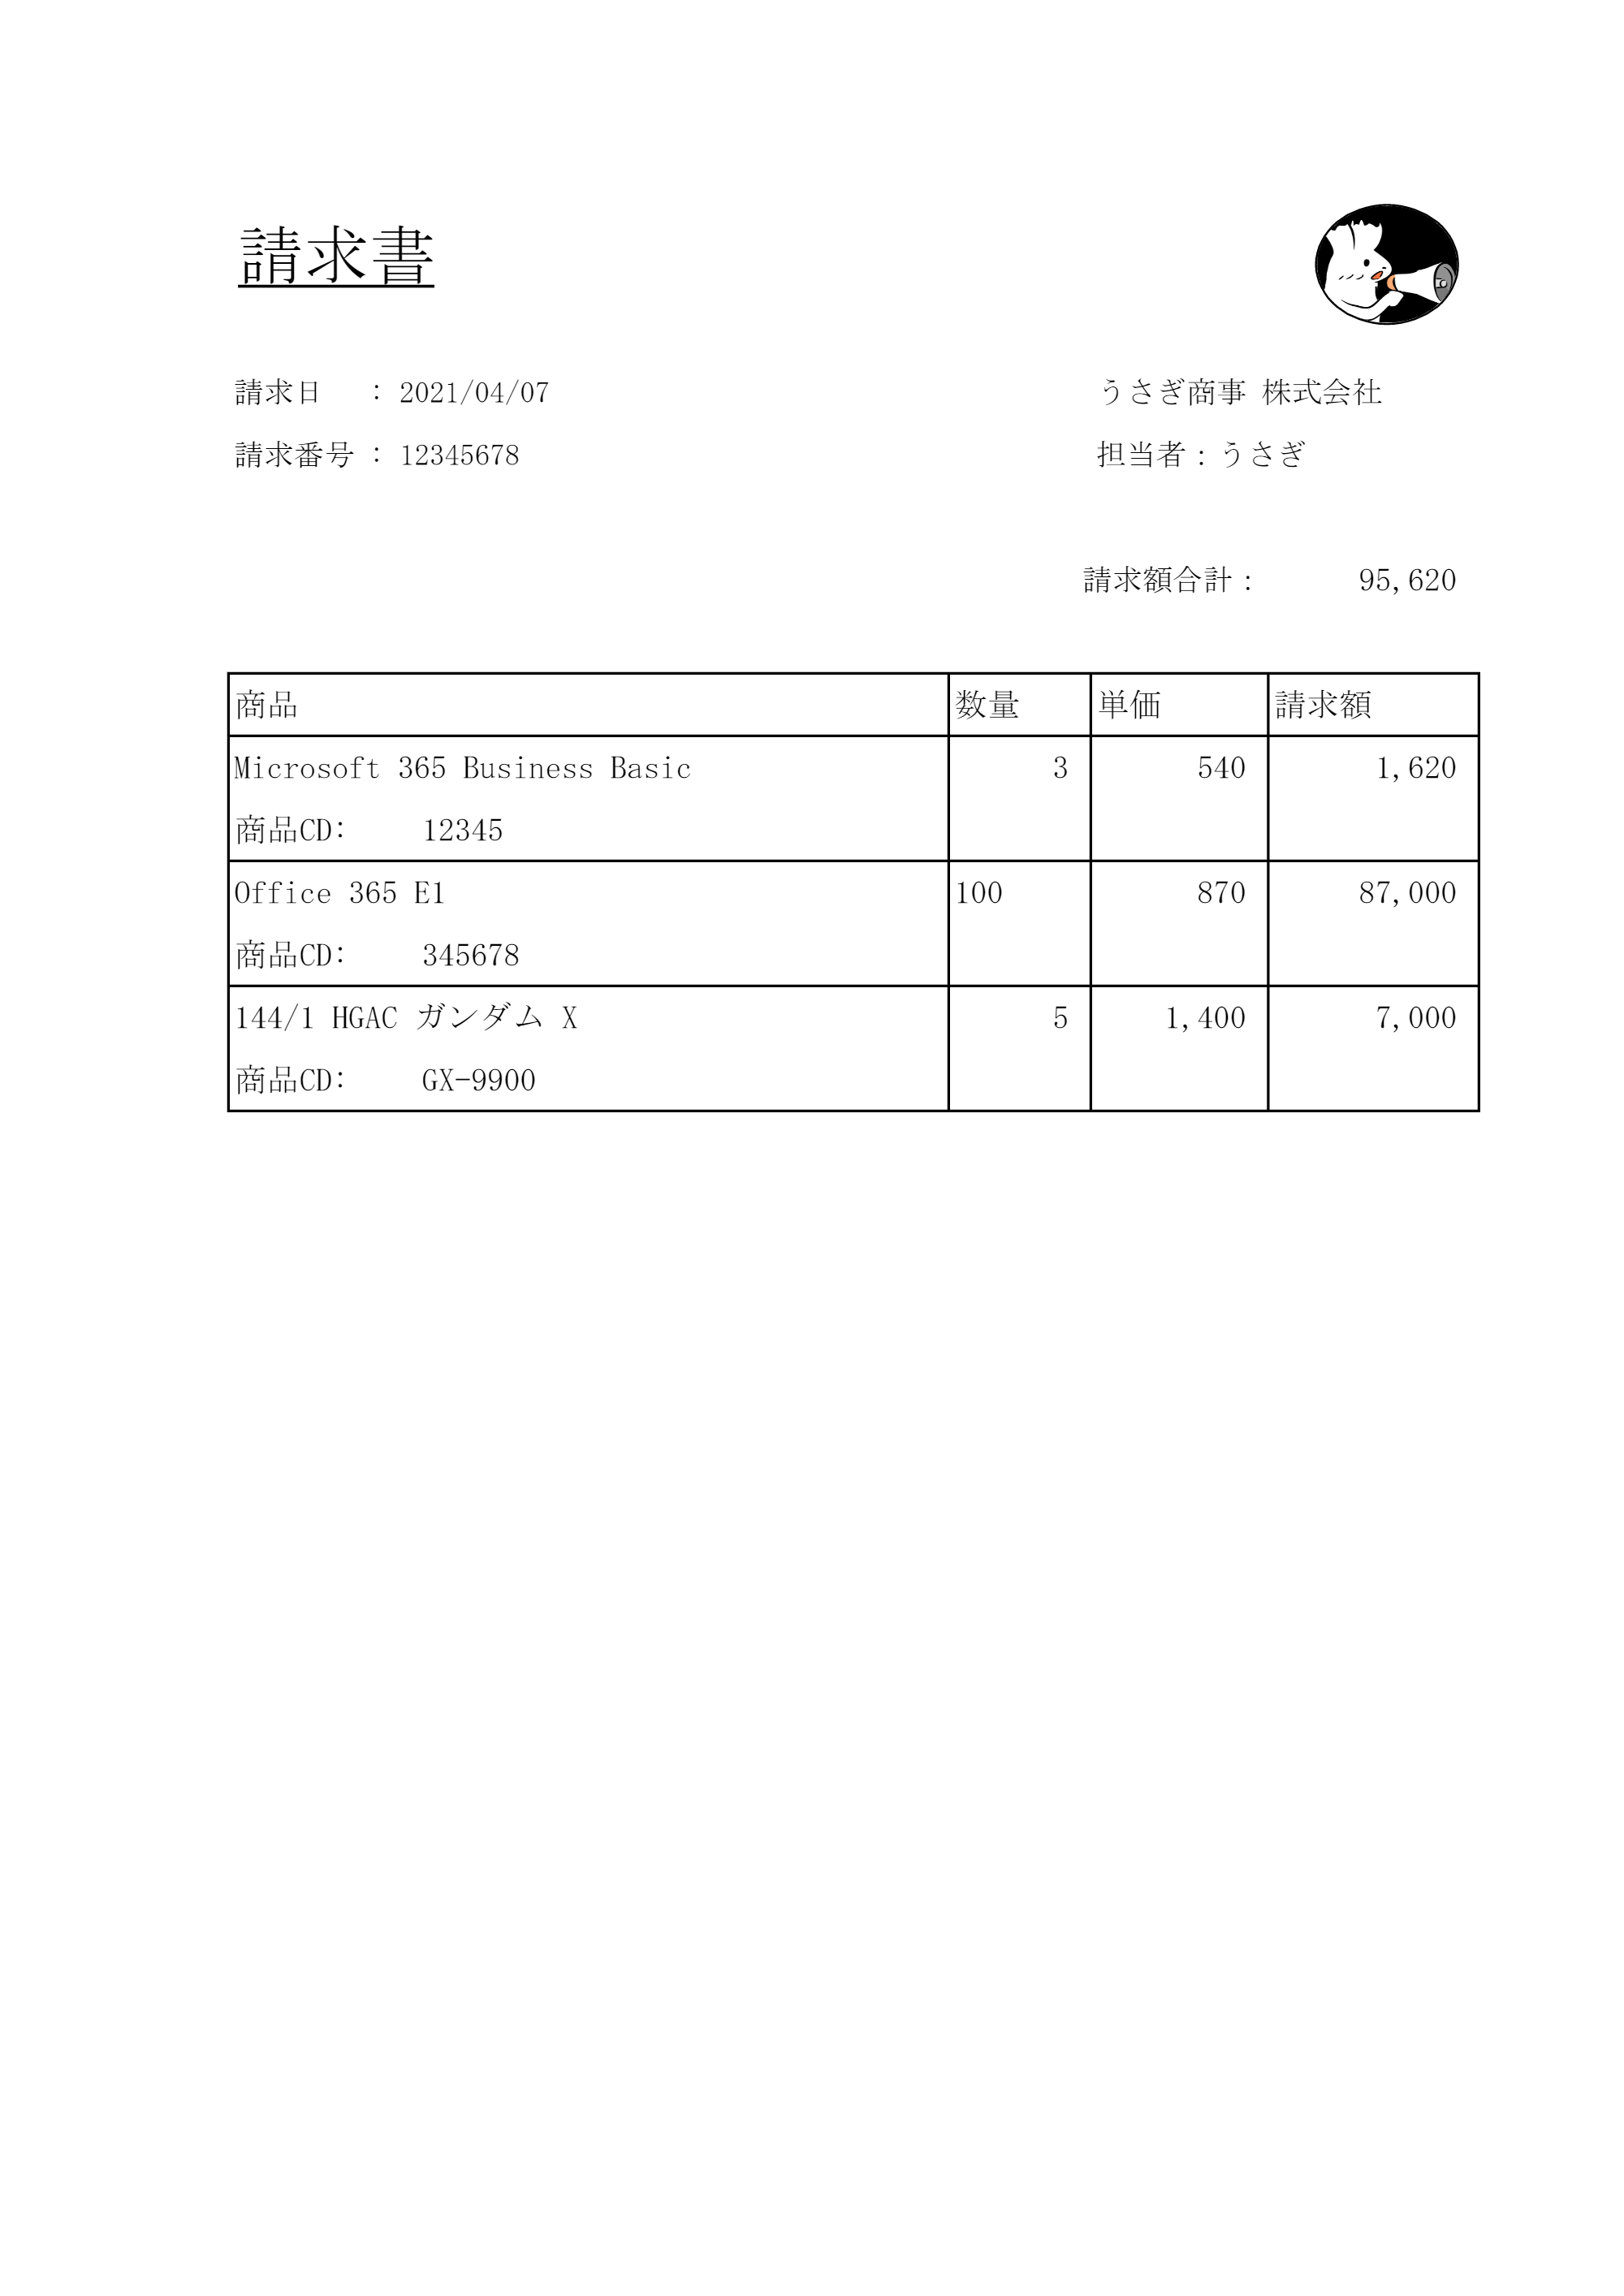 請求書
請求日 : 2021/04/07 うさぎ商事 株式会社
請求番号 : 12345678 担当者：うさぎ
請求額合計： 95,620
商品 数量 単価 請求額
Microsoft 365 Business Basic 3 540 1,620
商品CD: 12345
Office 365 E1 100 870 87,000
商品CD: 345678
144/1 HGAC ガンダム X 5 1,400 7,000
商品CD: GX-9900